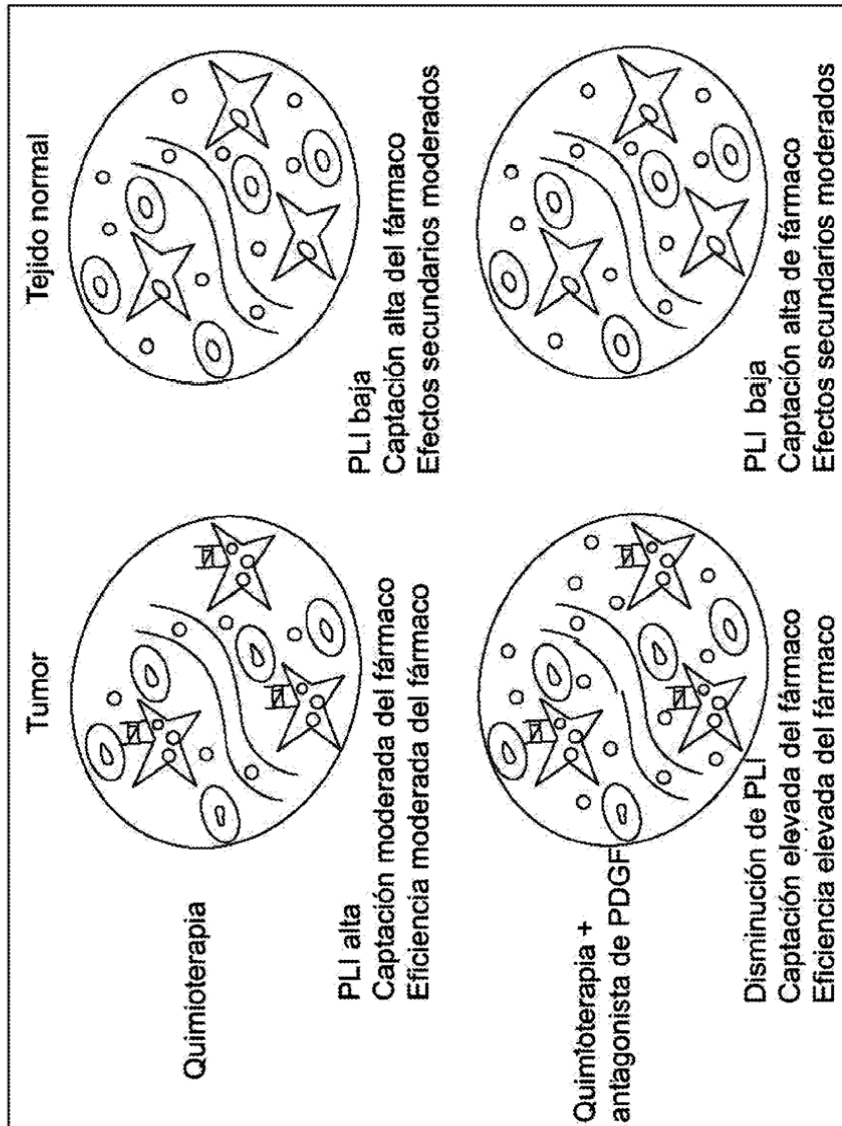 Tumor
Tejido normal
Quimioterapia
PLI alta
Captación moderada del fármaco
Eficiencia moderada del fármaco
PLI baja
Captación alta del fármaco
Efectos secundarios moderados
Quimioterapia +
antagonista de PDGF
Disminución de PLI
Captación elevada del fármaco
Eficiencia elevada del fármaco
PLI baja
Captación alta de fármaco
Efectos secundarios moderados